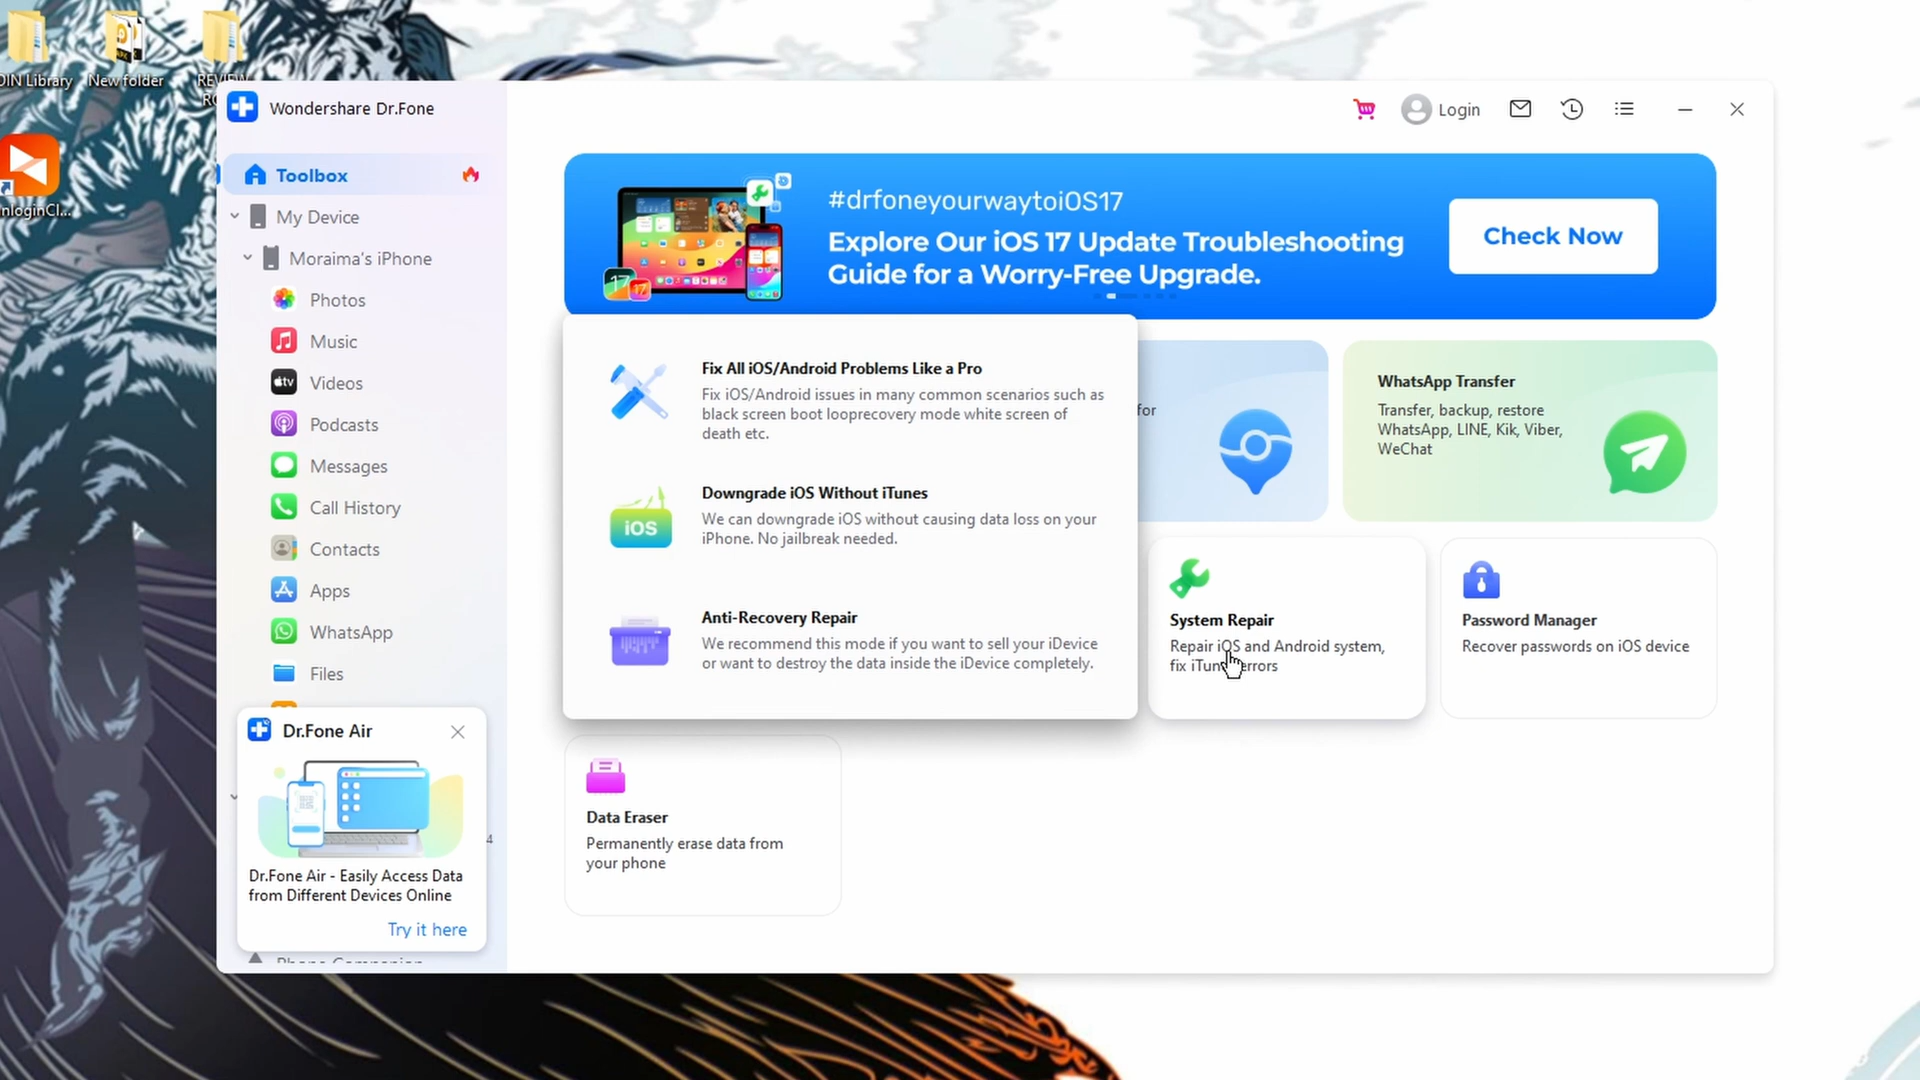 DIN Library
New folder
REVIEW
nloginCl...
Wondershare Dr.Fone
Login
Toolbox
My Device
Moraima's iPhone
Photos
Music
tv
Videos
Podcasts
Messages
Call History
Contacts
Apps
WhatsApp
Files
Dr.Fone Air
Dr.Fone Air - Easily Access Data
from Different Devices Online
Try it here
4
#drfoneyourwaytoiOS17
Explore Our iOS 17 Update Troubleshooting
Guide for a Worry-Free Upgrade.
Check Now
17
Fix All iOS/Android Problems Like a Pro
Fix iOS/Android issues in many common scenarios such as
black screen boot looprecovery mode white screen of
death etc.
iOS
Downgrade iOS Without iTunes
We can downgrade iOS without causing data loss on your
iPhone. No jailbreak needed.
Anti-Recovery Repair
We recommend this mode if you want to sell your iDevice
or want to destroy the data inside the iDevice completely.
for
WhatsApp Transfer
Transfer, backup, restore
WhatsApp, LINE, Kik, Viber,
WeChat
System Repair
Repair iOS and Android system,
fix iTunes errors
Password Manager
Recover passwords on iOS device
Data Eraser
Permanently erase data from
your phone